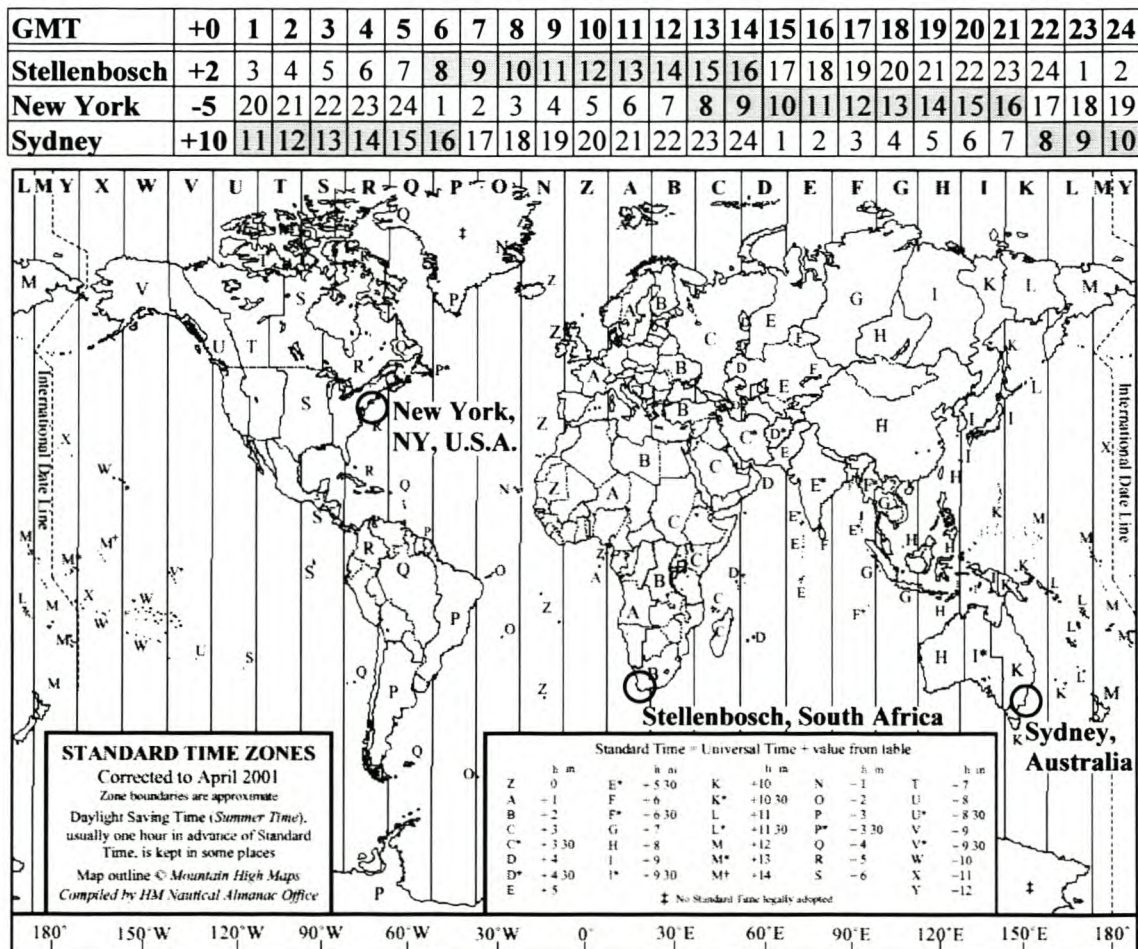 GMT +0 1 2 3 4 5 6 7 8 9 10 11 12 13 14 15 16 17 18 19 20 21 22 23 24
Stellenbosch +2 3 4 5 6 7 8 9 10 11 12 13 14 15 16 17 18 19 20 21 22 23 24 1 2
New York -5 20 21 22 23 24 1 2 3 4 5 6 7 8 9 10 11 12 13 14 15 16 17 18 19
Sydney +10 11 12 13 14 15 16 17 18 19 20 21 22 23 24 1 2 3 4 5 6 7 8 9 10
L M Y X W V U T S R Q P O N Z A B C D E F G H I K L M Y
International Date Line
International Date Line
New York,
NY, U.S.A.
Stellenbosch, South Africa
Sydney,
Australia
STANDARD TIME ZONES
Corrected to April 2001
Zone boundaries are approximate
Daylight Saving Time (Summer Time),
usually one hour in advance of Standard
Time, is kept in some places
Map outline © Mountain High Maps
Compiled by HM Nautical Almanac Office
Standard Time = Universal Time + value from table
h m h m h m h m h m
Z 0 E* +5 30 K +10 N -1 T -7
A +1 F +6 K* +10 30 O -2 U -8
B +2 F* +6 30 L +11 P -3 U* -8 30
C +3 G +7 L* +11 30 P* -3 30 V -9
C* +3 30 H +8 M +12 Q -4 V* -9 30
D +4 I +9 M* +13 R -5 W -10
D* +4 30 I* +9 30 M† +14 S -6 X -11
E +5 Y -12
‡ No Standard Time legally adopted
180° 150°W 120°W 90°W 60°W 30°W 0° 30°E 60°E 90°E 120°E 150°E 180°